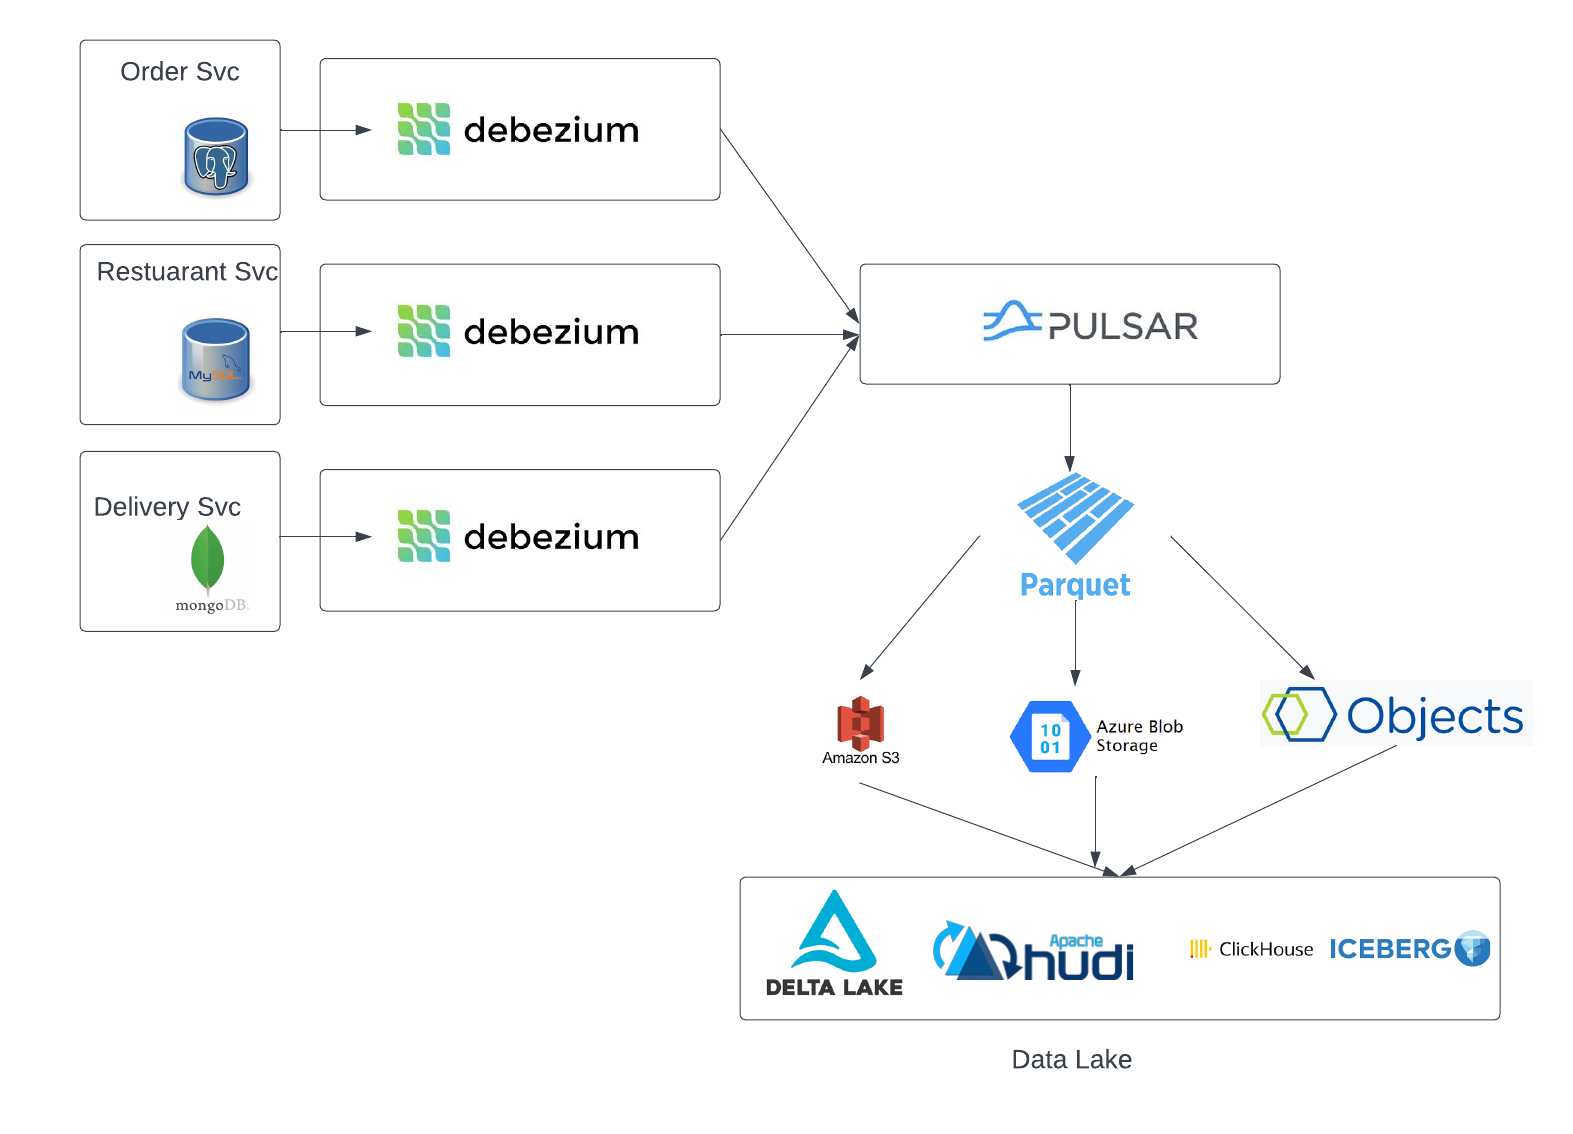 Order Svc
debezium
Restuarant Svc
MySQL
debezium
PULSAR
Delivery Svc
mongoDB.
debezium
Parquet
Amazon S3
10
01
Azure Blob
Storage
Objects
DELTA LAKE
Apache
hudi
ClickHouse
ICEBERG
Data Lake